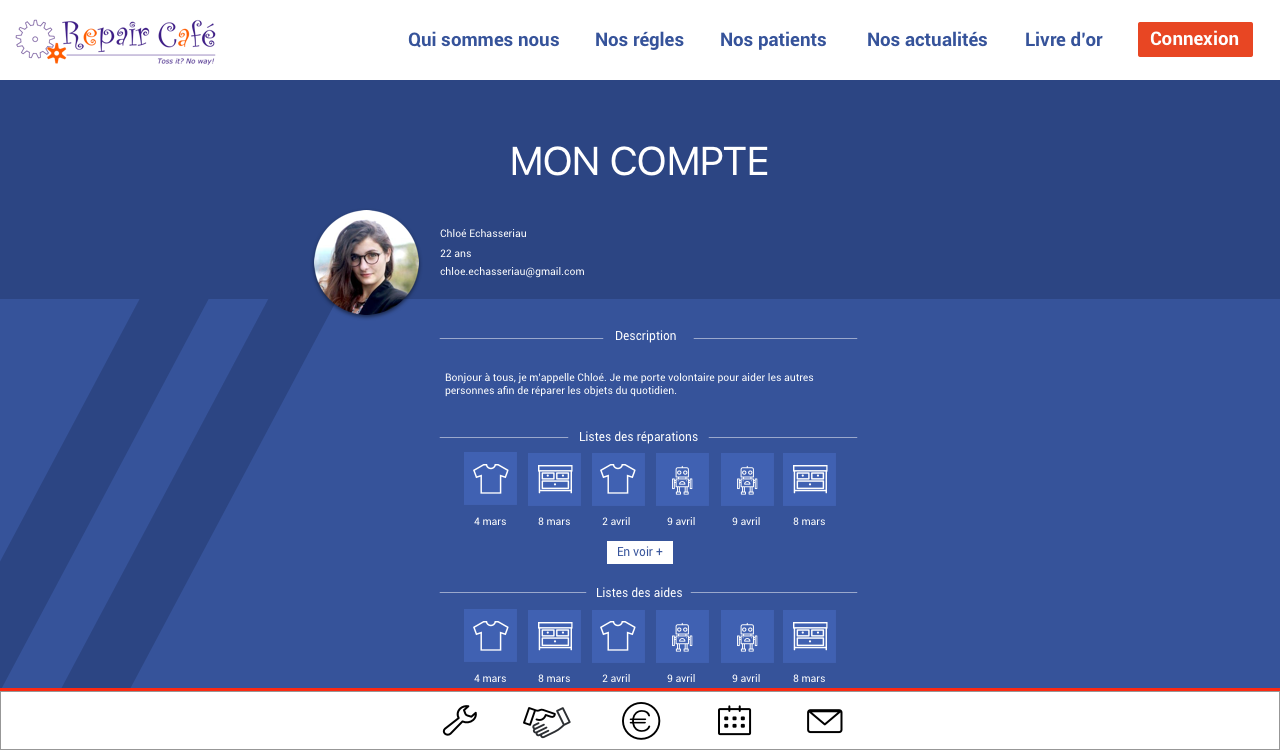 Repair Café
Toss it? No way!
Qui sommes nous
Nos régles
Nos patients
Nos actualités
Livre d'or
Connexion
MON COMPTE
Chloé Echasseriau
22 ans
chloe.echasseriau@gmail.com
Description
Bonjour à tous, je m'appelle Chloé. Je me porte volontaire pour aider les autres
personnes afin de réparer les objets du quotidien.
Listes des réparations
4 mars
8 mars
2 avril
9 avril
9 avril
8 mars
En voir +
Listes des aides
4 mars
8 mars
2 avril
9 avril
9 avril
8 mars